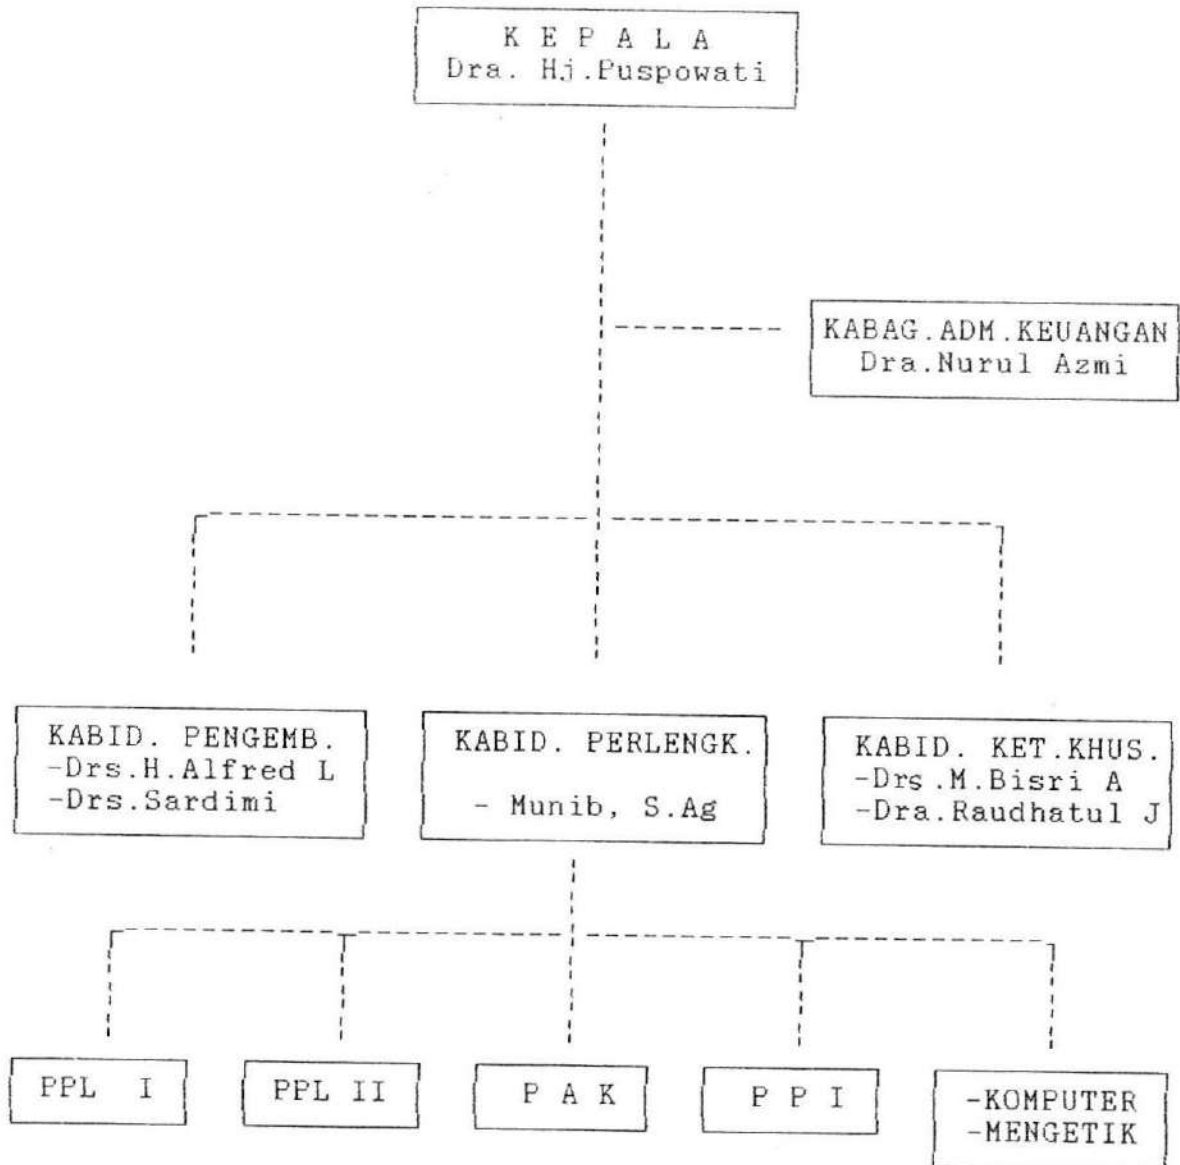 K E P A L A
Dra. Hj.Puspowati
KABAG.ADM.KEUANGAN
Dra.Nurul Azmi
KABID. PENGEMB.
-Drs.H.Alfred L
-Drs.Sardimi
KABID. PERLENGK.
- Munib, S.Ag
KABID. KET.KHUS.
-Drs.M.Bisri A
-Dra.Raudhatul J
PPL I
PPL II
P A K
P P I
-KOMPUTER
-MENGETIK